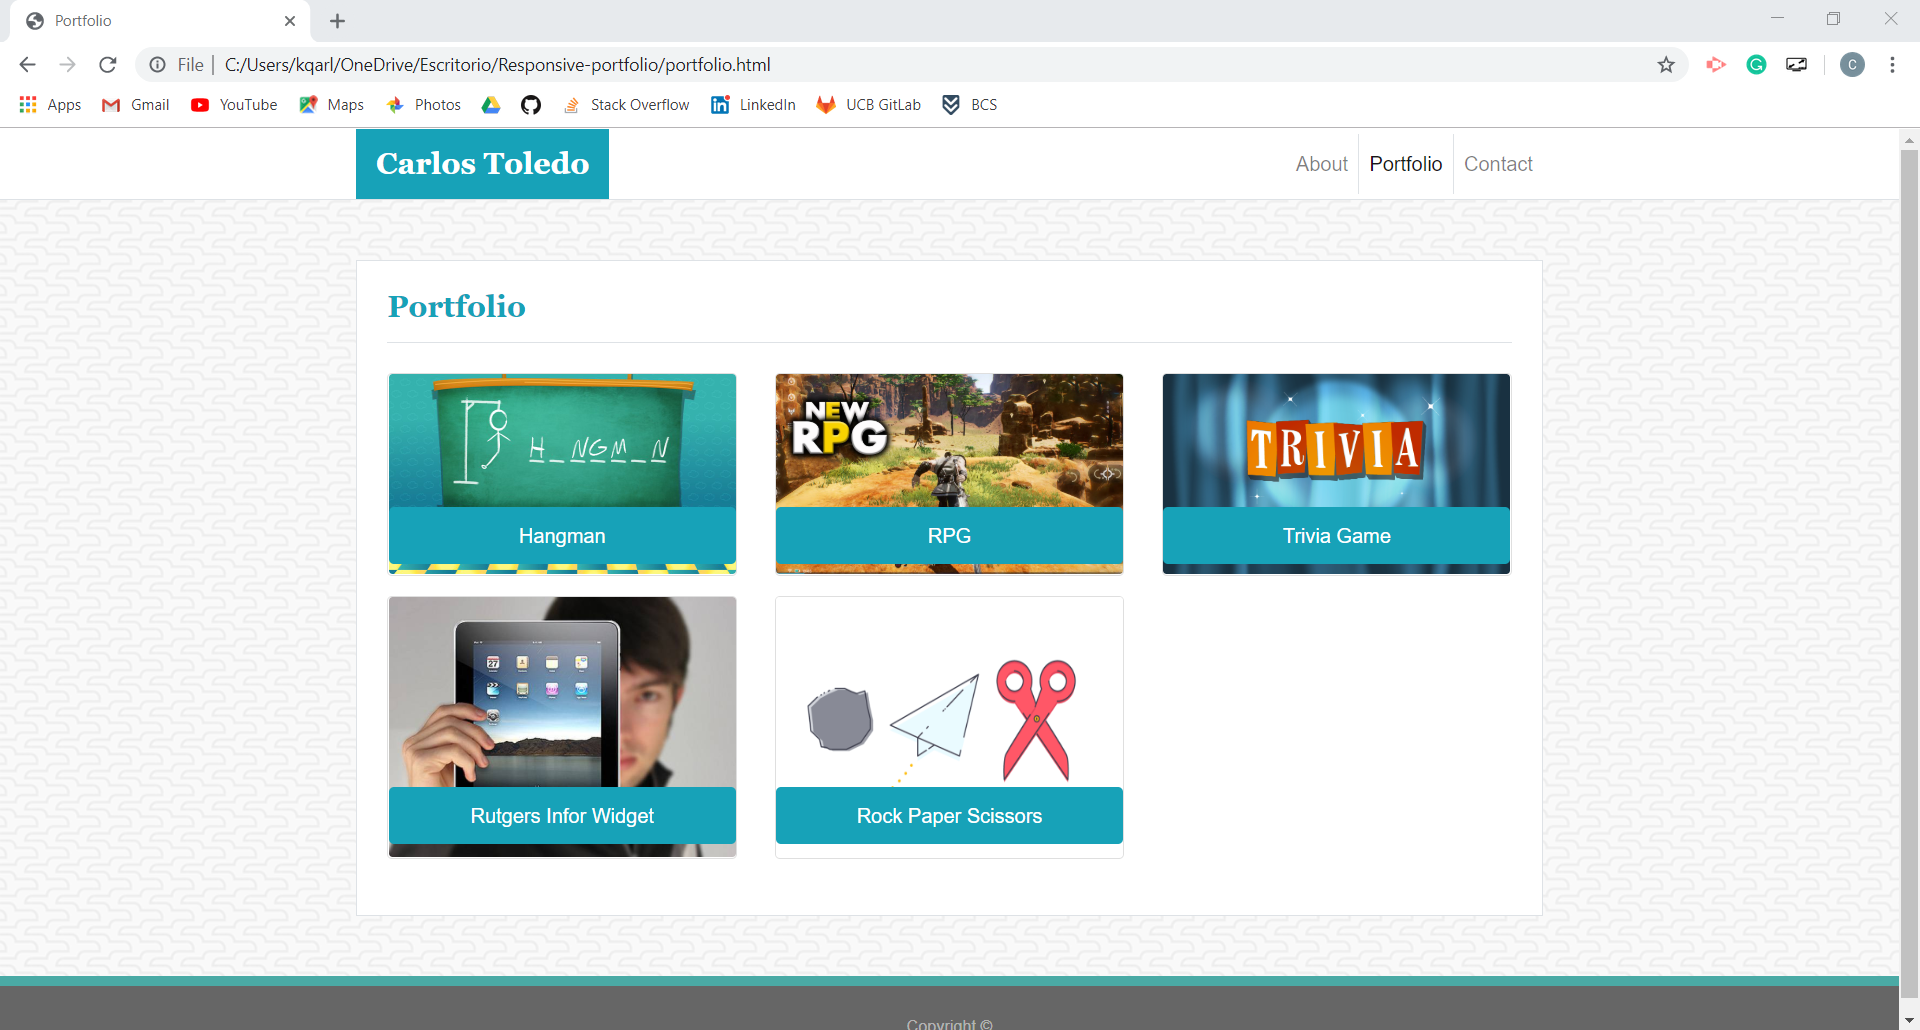 Portfolio
File | C:/Users/kqarl/OneDrive/Escritorio/Responsive-portfolio/portfolio.html
C
Apps Gmail YouTube Maps Photos Stack Overflow LinkedIn UCB GitLab BCS
Carlos Toledo
About Portfolio Contact
Portfolio
H_NGM_N
NEW
RPG
TRIVIA
Hangman RPG Trivia Game
27
Rutgers Infor Widget Rock Paper Scissors
Copyright ©